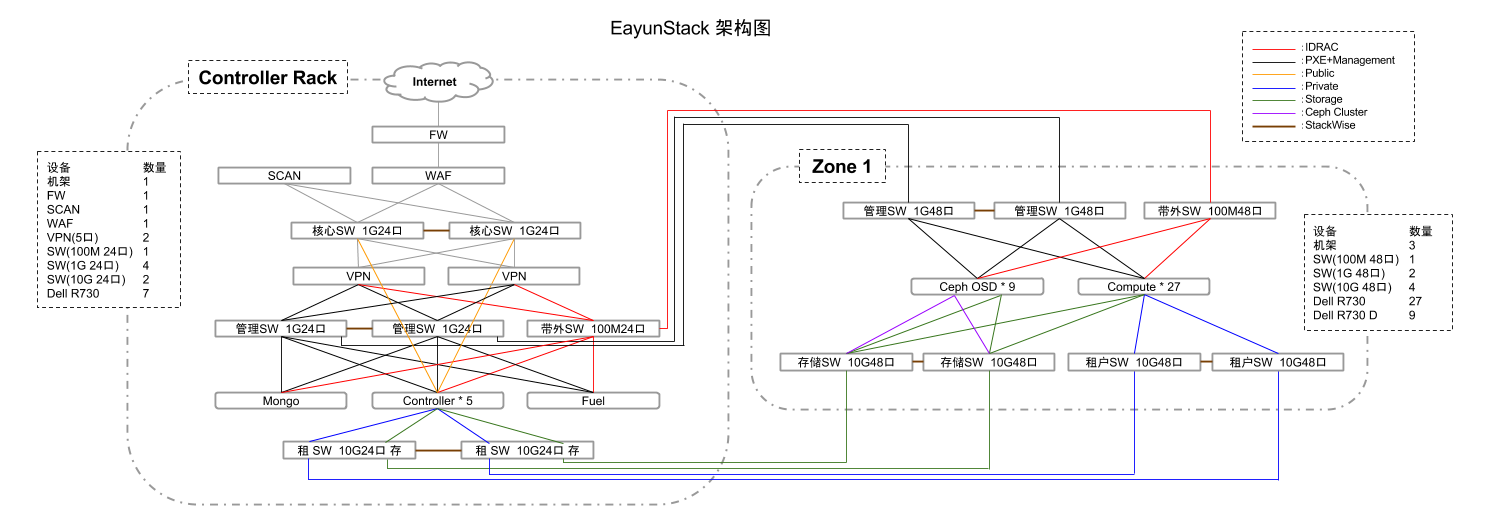 EayunStack 架构图
Controller Rack
Internet
FW
SCAN
WAF
核心SW 1G24口
核心SW 1G24口
VPN
VPN
管理SW 1G24口
管理SW 1G24口
带外SW 100M24口
Mongo
Controller * 5
Fuel
租 SW 10G24口 存
租 SW 10G24口 存
设备 数量
机架 1
FW 1
SCAN 1
WAF 1
VPN(5口) 2
SW(100M 24口) 1
SW(1G 24口) 4
SW(10G 24口) 2
Dell R730 7
: IDRAC
: PXE+Management
: Public
: Private
: Storage
: Ceph Cluster
: StackWise
Zone 1
管理SW 1G48口
管理SW 1G48口
带外SW 100M48口
Ceph OSD * 9
Compute * 27
存储SW 10G48口
存储SW 10G48口
租户SW 10G48口
租户SW 10G48口
设备 数量
机架 3
SW(100M 48口) 1
SW(1G 48口) 2
SW(10G 48口) 4
Dell R730 27
Dell R730 D 9